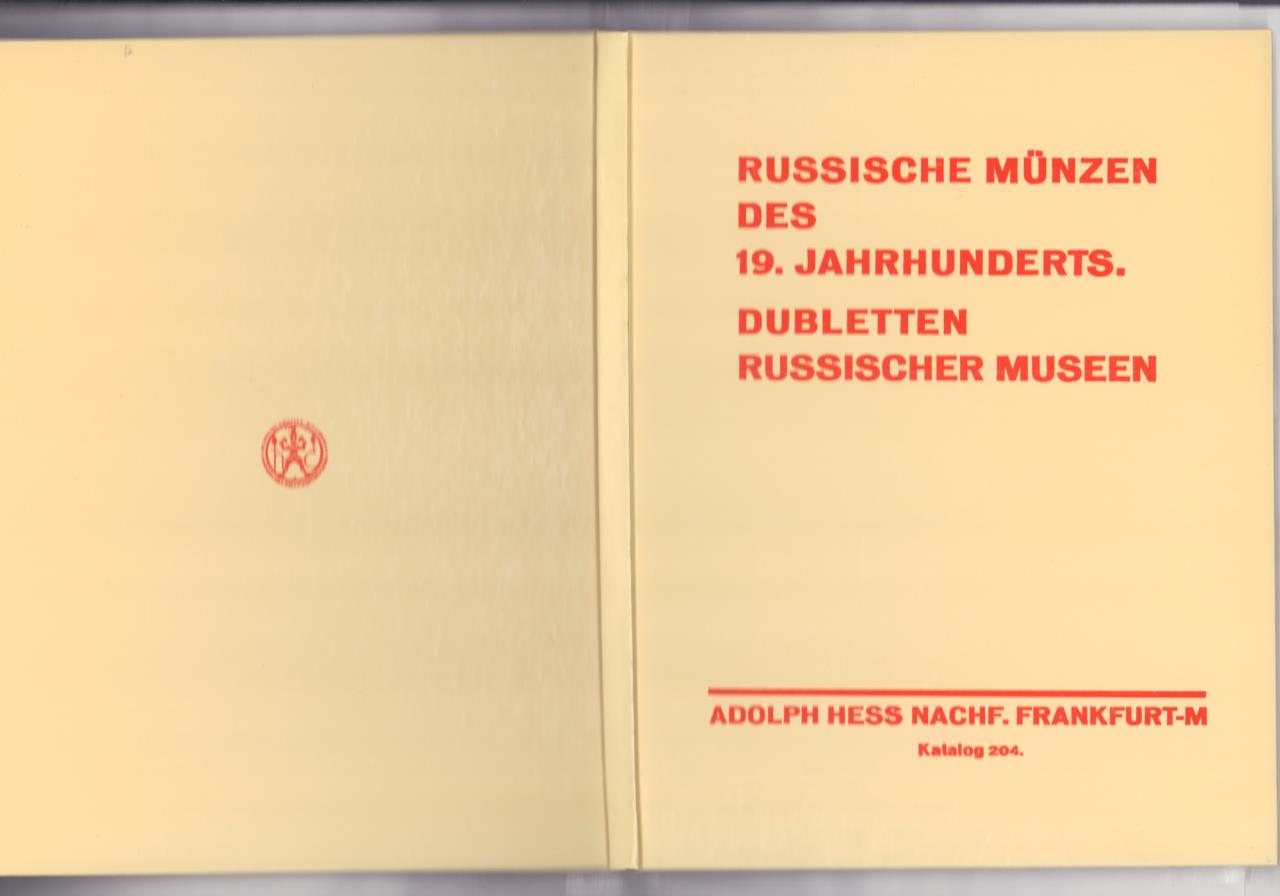 RUSSISCHE MÜNZEN
DES
19. JAHRHUNDERTS.
DUBLETTEN
RUSSISCHER MUSEEN
ADOLPH HESS NACHF. FRANKFURT-M
Katalog 204.